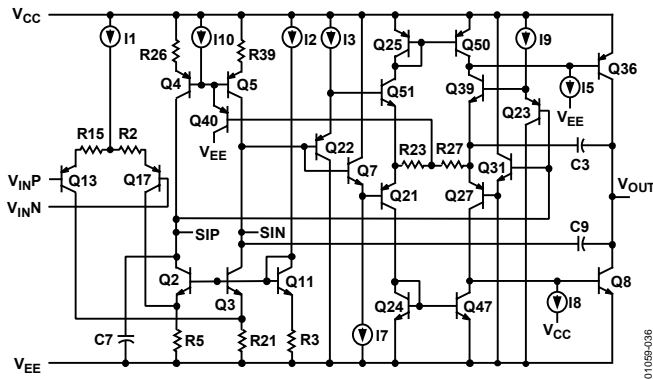 VCC
I1
I10
I2
I3
I9
R26
R39
Q25
Q50
Q36
Q4
Q5
Q51
Q39
I5
VEE
Q40
Q23
VEE
R15
R2
Q22
R23
R27
Q31
C3
VINP
Q13
Q17
Q7
Q21
Q27
VOUT
VINN
SIP
SIN
C9
Q2
Q3
Q11
Q24
Q47
I8
Q8
VCC
C7
R5
R21
R3
I7
VEE
01059-036